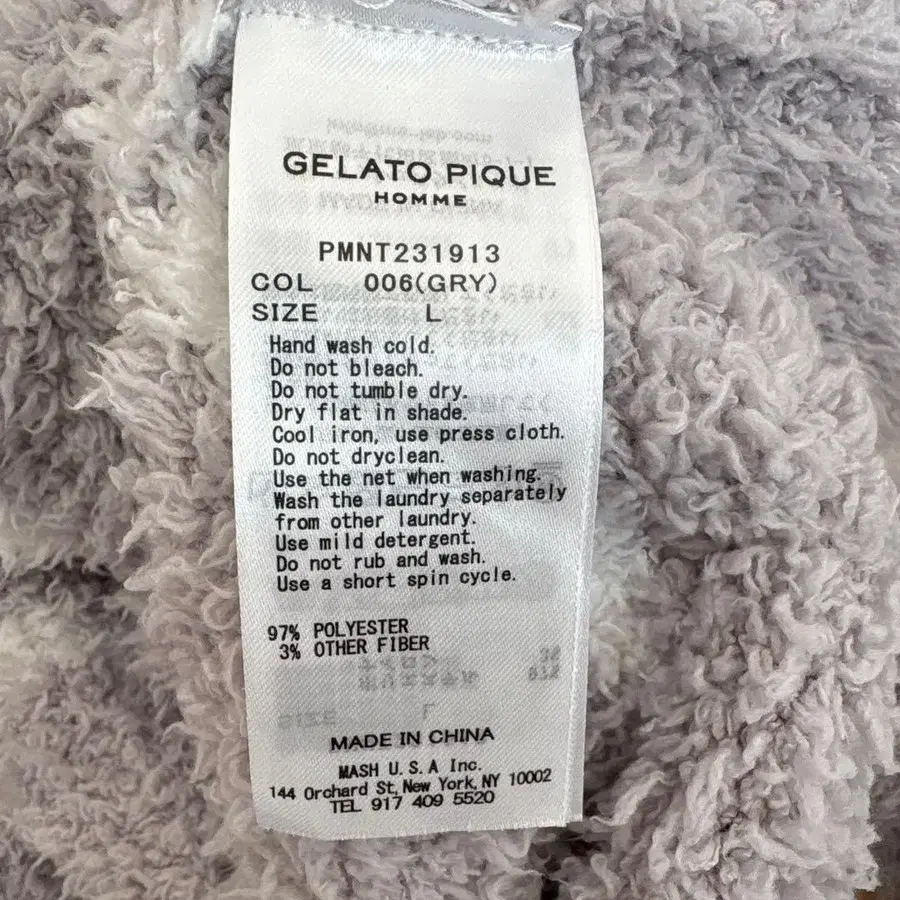 GELATO PIQUE
HOMME
PMNT231913
COL 006(GRY)
SIZE L
Hand wash cold.
Do not bleach.
Do not tumble dry.
Dry flat in shade.
Cool iron, use press cloth.
Do not dryclean.
Use the net when washing.
Wash the laundry separately
from other laundry.
Use mild detergent.
Do not rub and wash.
Use a short spin cycle.
97% POLYESTER
3% OTHER FIBER
MADE IN CHINA
MASH U.S.A Inc.
144 Orchard St, New York, NY 10002
TEL 917 409 5520